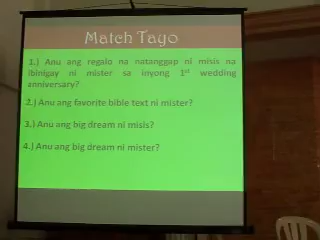 Match Tayo
1.) Anu ang regalo na natanggap ni misis na
ibinigay ni mister sa inyong 1st wedding
anniversary?
2.) Anu ang favorite bible text ni mister?
3.) Anu ang big dream ni misis?
4.) Anu ang big dream ni mister?